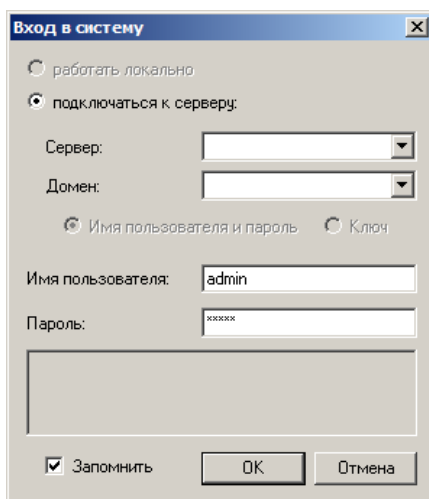 Вход в систему
работать локально
подключаться к серверу:
Сервер:
Домен:
Имя пользователя и пароль Ключ
Имя пользователя: admin
Пароль: xxxxx
Запомнить OK Отмена